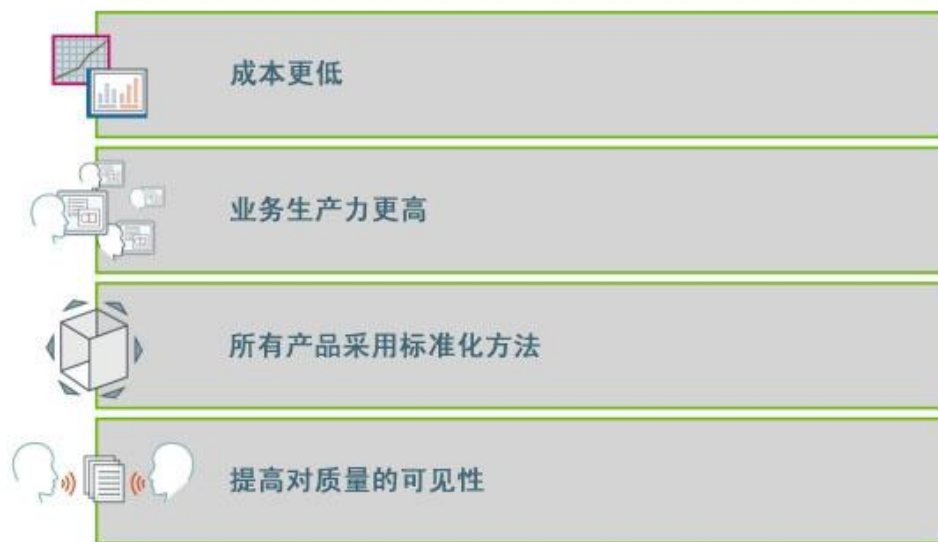 成本更低
业务生产力更高
所有产品采用标准化方法
提高对质量的可见性